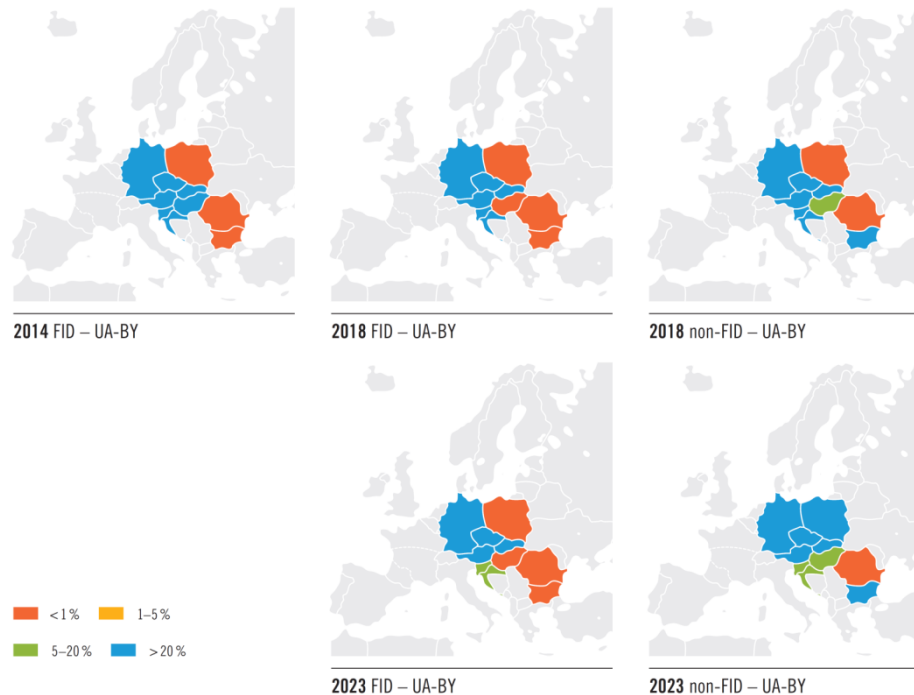 2014 FID – UA-BY
2018 FID – UA-BY
2018 non-FID – UA-BY
< 1 %
1–5 %
5–20 %
> 20 %
2023 FID – UA-BY
2023 non-FID – UA-BY